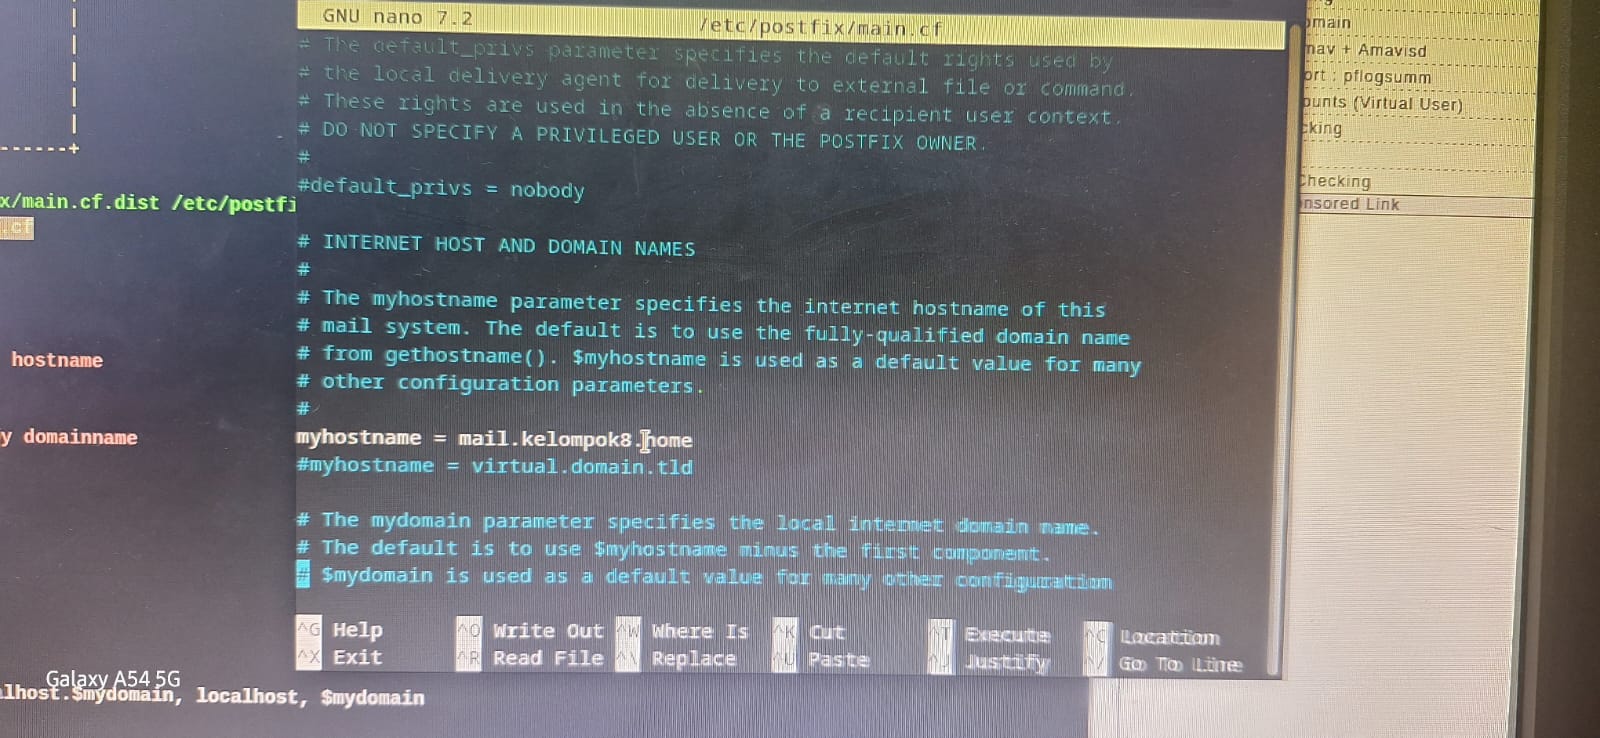 GNU nano 7.2
/etc/postfix/main.cf
# The default_privs parameter specifies the default rights used by
# the local delivery agent for delivery to external file or command.
# These rights are used in the absence of a recipient user context.
# DO NOT SPECIFY A PRIVILEGED USER OR THE POSTFIX OWNER.
#
#default_privs = nobody
# INTERNET HOST AND DOMAIN NAMES
#
# The myhostname parameter specifies the internet hostname of this
# mail system. The default is to use the fully-qualified domain name
# from gethostname(). $myhostname is used as a default value for many
# other configuration parameters.
#
myhostname = mail.kelompok8.home
#myhostname = virtual.domain.tld
# The mydomain parameter specifies the local internet domain name.
# The default is to use $myhostname minus the first component.
# $mydomain is used as a default value for many other configuration
^G Help ^O Write Out ^W Where Is ^K Cut ^T Execute ^C Location
^X Exit ^R Read File ^\ Replace ^U Paste ^J Justify ^/ Go To Line
------+
x/main.cf.dist /etc/postfi
.cf
hostname
y domainname
lhost.$mydomain, localhost, $mydomain
Galaxy A54 5G
omain
nav + Amavisd
ort : pflogsumm
ounts (Virtual User)
cking
Checking
nsored Link